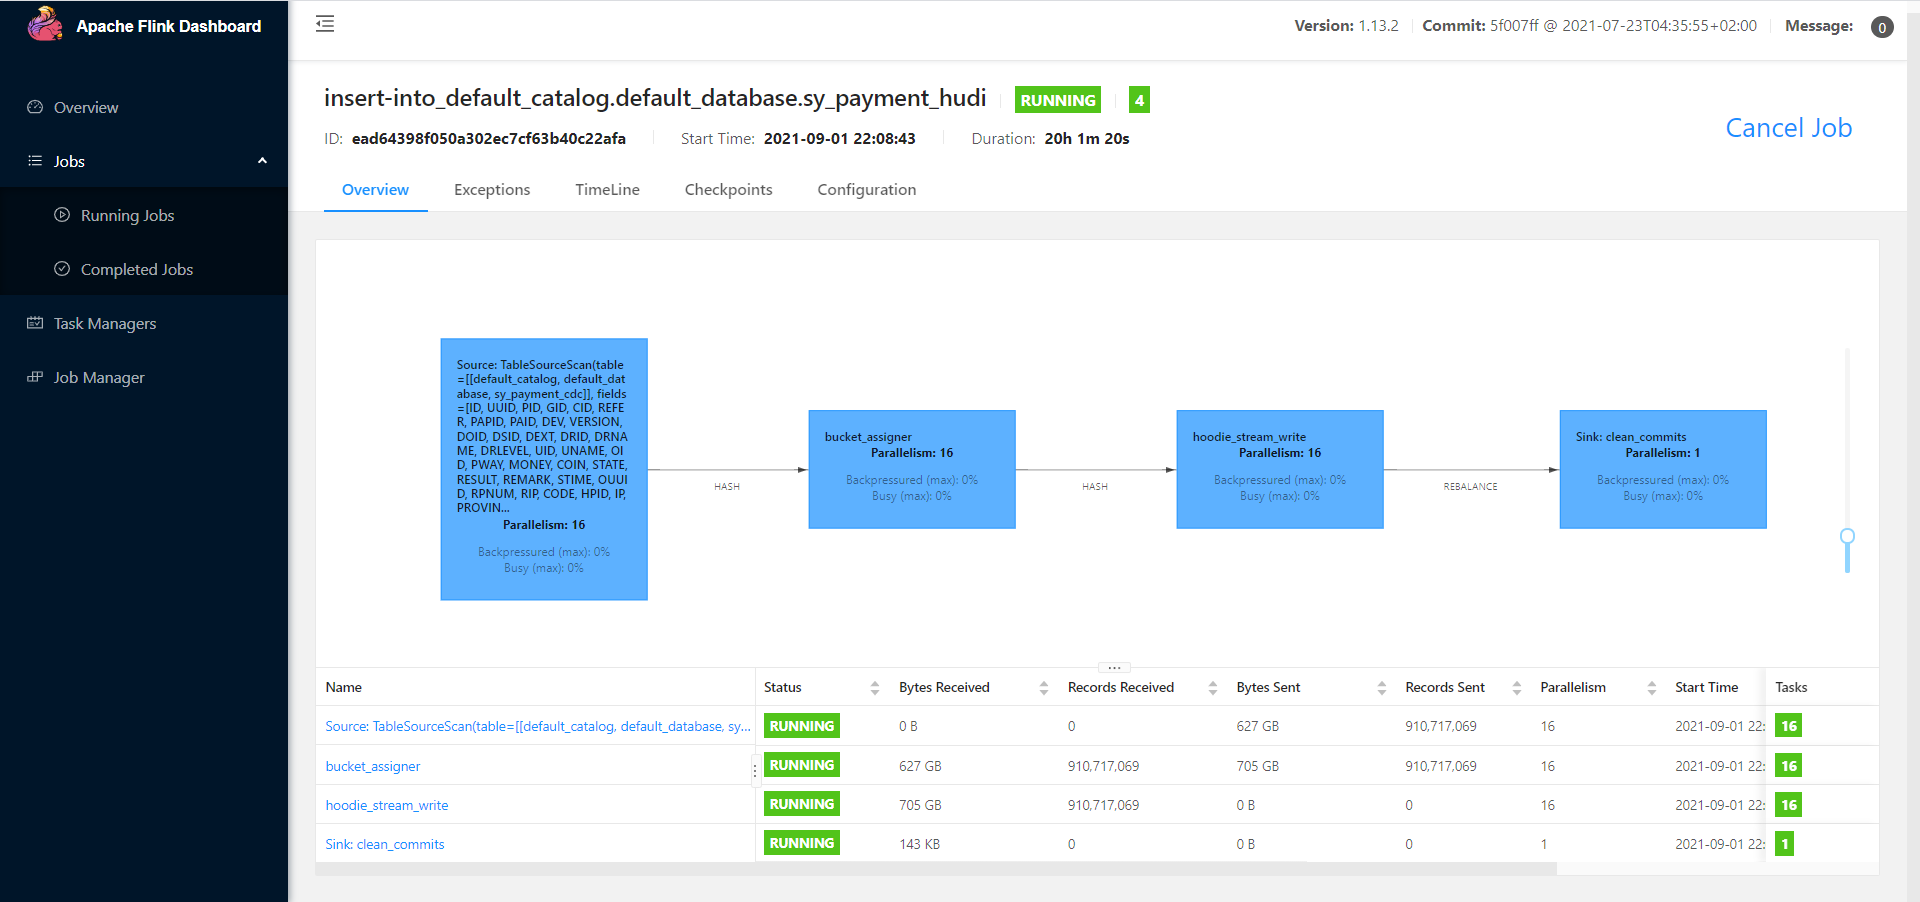 Apache Flink Dashboard
Version: 1.13.2 Commit: 5f007ff @ 2021-07-23T04:35:55+02:00 Message: 0
Overview
Jobs
Running Jobs
Completed Jobs
Task Managers
Job Manager
insert-into_default_catalog.default_database.sy_payment_hudi RUNNING 4
ID: ead64398f050a302ec7cf63b40c22afa Start Time: 2021-09-01 22:08:43 Duration: 20h 1m 20s
Cancel Job
Overview Exceptions TimeLine Checkpoints Configuration
Source: TableSourceScan(table
=[[default_catalog, default_dat
abase, sy_payment_cdc]], fields
=[ID, UUID, PID, GID, CID, REFE
R, PAPID, PAID, DEV, VERSION,
DOID, DSID, DEXT, DRID, DRNA
ME, DRLEVEL, UID, UNAME, OI
D, PWAY, MONEY, COIN, STATE,
RESULT, REMARK, STIME, OUUI
D, RPNUM, RIP, CODE, HPID, IP,
PROVIN...
Parallelism: 16
Backpressured (max): 0%
Busy (max): 0%
HASH
bucket_assigner
Parallelism: 16
Backpressured (max): 0%
Busy (max): 0%
HASH
hoodie_stream_write
Parallelism: 16
Backpressured (max): 0%
Busy (max): 0%
REBALANCE
Sink: clean_commits
Parallelism: 1
Backpressured (max): 0%
Busy (max): 0%
Name Status Bytes Received Records Received Bytes Sent Records Sent Parallelism Start Time Tasks
Source: TableSourceScan(table=[[default_catalog, default_database, sy... RUNNING 0 B 0 627 GB 910,717,069 16 2021-09-01 22: 16
bucket_assigner RUNNING 627 GB 910,717,069 705 GB 910,717,069 16 2021-09-01 22: 16
hoodie_stream_write RUNNING 705 GB 910,717,069 0 B 0 16 2021-09-01 22: 16
Sink: clean_commits RUNNING 143 KB 0 0 B 0 1 2021-09-01 22: 1